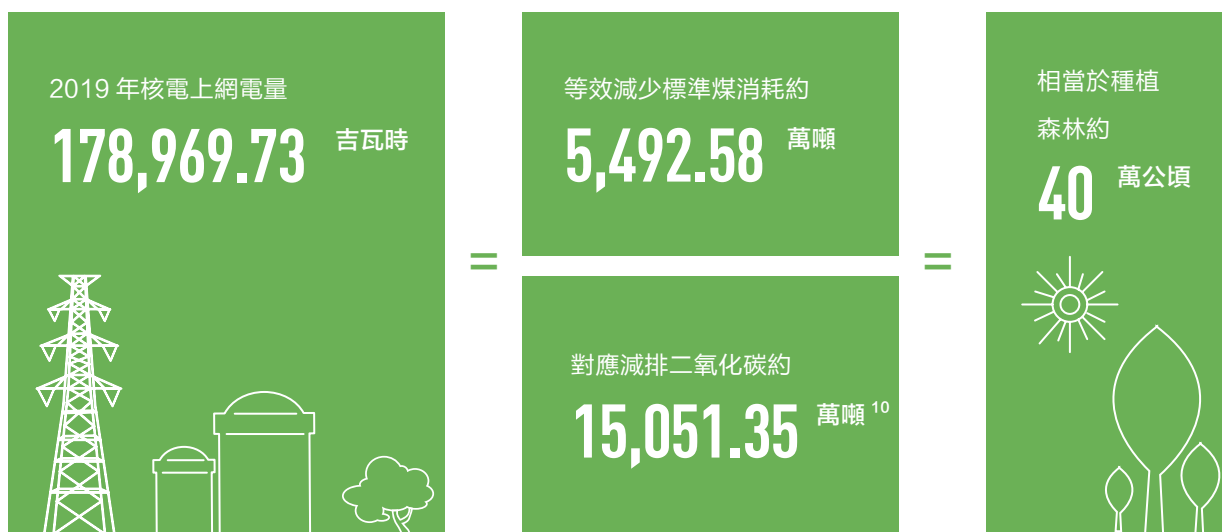 2019 年核電上網電量
178,969.73 吉瓦時
=
等效減少標準煤消耗約
5,492.58 萬噸
對應減排二氧化碳約
15,051.35 萬噸 10
=
相當於種植
森林約
40 萬公頃